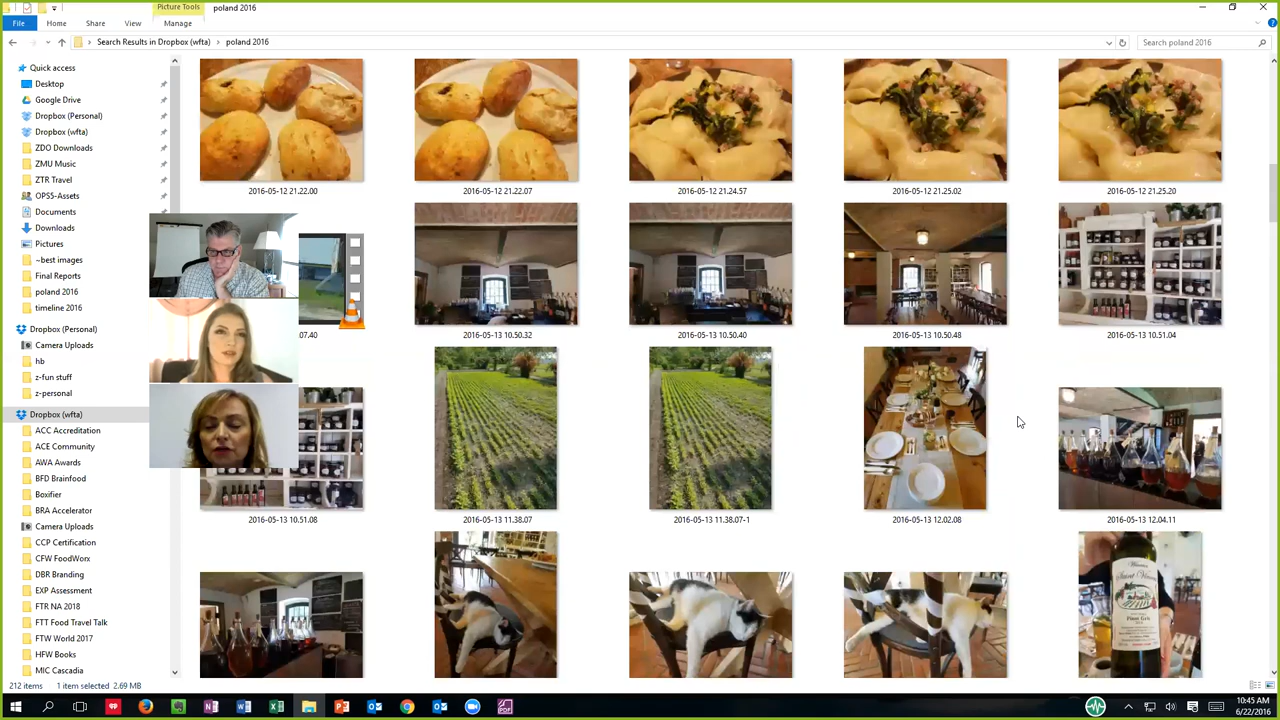 Picture Tools
poland 2016
File
Home
Share
View
Manage
Search Results in Dropbox (wfta)
poland 2016
Search poland 2016
Quick access
Desktop
Google Drive
Dropbox (Personal)
Dropbox (wfta)
ZDO Downloads
ZMU Music
ZTR Travel
OPS5-Assets
Documents
Downloads
Pictures
~best images
Final Reports
poland 2016
timeline 2016
Dropbox (Personal)
Camera Uploads
hb
z-fun stuff
z-personal
Dropbox (wfta)
ACC Accreditation
ACE Community
AWA Awards
BFD Brainfood
Boxifier
BRA Accelerator
Camera Uploads
CCP Certification
CFW FoodWorx
DBR Branding
EXP Assessment
FTR NA 2018
FTT Food Travel Talk
FTW World 2017
HFW Books
MIC Cascadia
2016-05-12 21.22.00
2016-05-12 21.22.07
2016-05-12 21.24.57
2016-05-12 21.25.02
2016-05-12 21.25.20
07.40
2016-05-13 10.50.32
2016-05-13 10.50.40
2016-05-13 10.50.48
2016-05-13 10.51.04
2016-05-13 10.51.08
2016-05-13 11.38.07
2016-05-13 11.38.07-1
2016-05-13 12.02.08
2016-05-13 12.04.11
Pinot Gris
212 items
1 item selected 2.69 MB
10:45 AM
6/22/2016